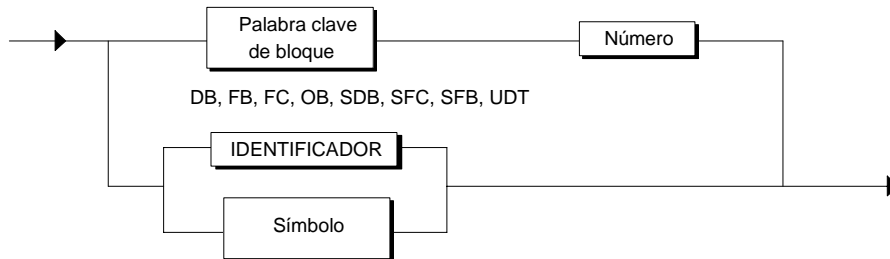 Palabra clave
de bloque
Número
DB, FB, FC, OB, SDB, SFC, SFB, UDT
IDENTIFICADOR
Símbolo